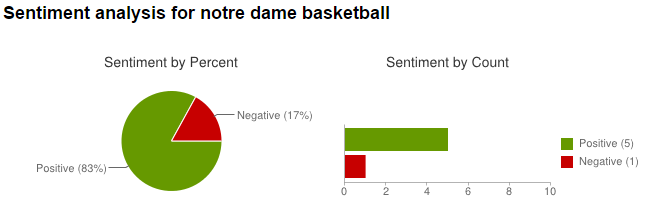 Sentiment analysis for notre dame basketball
Sentiment by Percent
Negative (17%)
Positive (83%)
Sentiment by Count
Positive (5)
Negative (1)
0 2 4 6 8 10